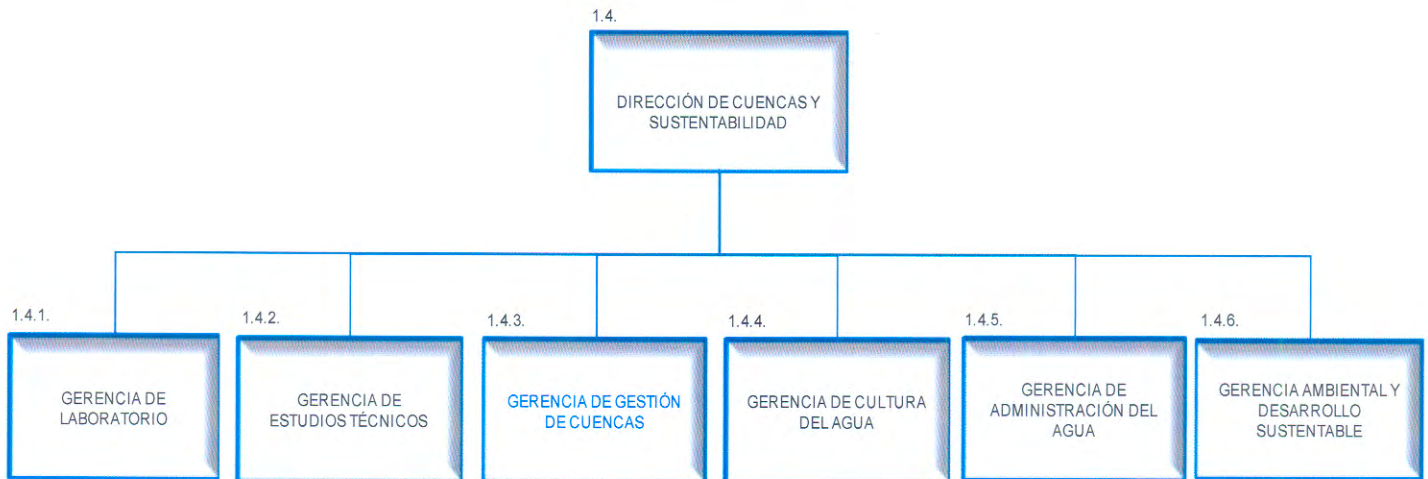 1.4.
DIRECCIÓN DE CUENCAS Y
SUSTENTABILIDAD
1.4.1.
GERENCIA DE
LABORATORIO
1.4.2.
GERENCIA DE
ESTUDIOS TÉCNICOS
1.4.3.
GERENCIA DE GESTIÓN
DE CUENCAS
1.4.4.
GERENCIA DE CULTURA
DEL AGUA
1.4.5.
GERENCIA DE
ADMINISTRACIÓN DEL
AGUA
1.4.6.
GERENCIA AMBIENTAL Y
DESARROLLO
SUSTENTABLE